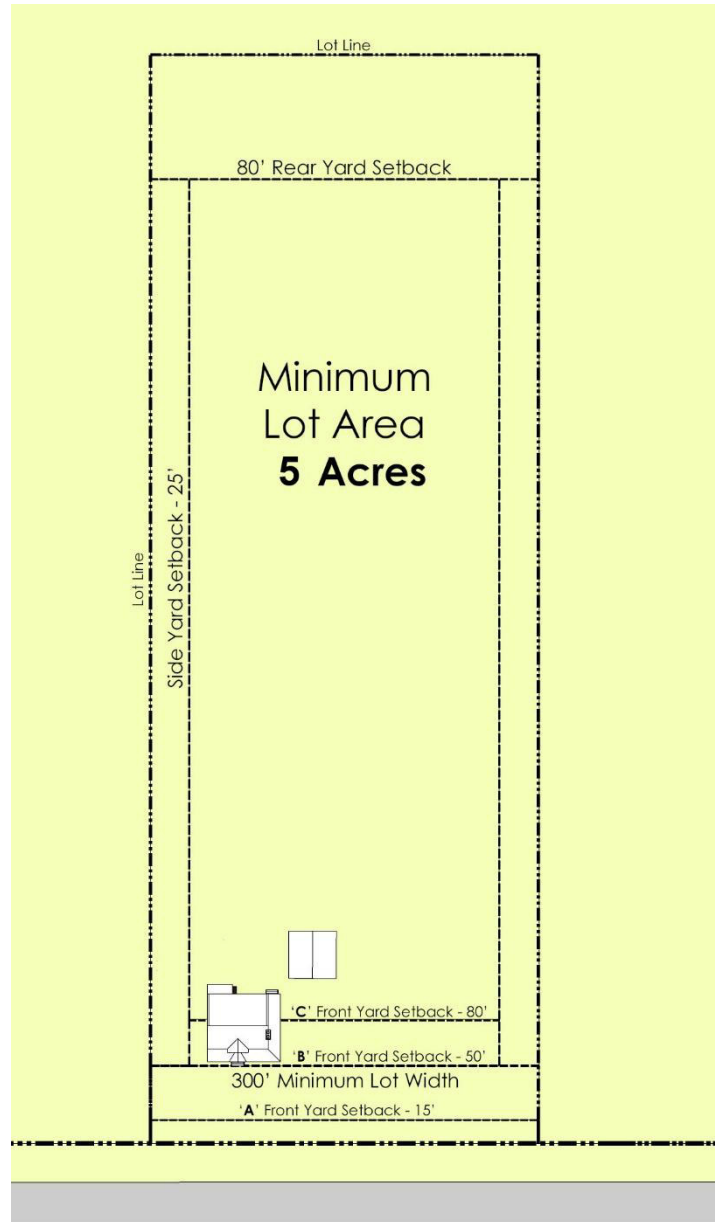 Lot Line
80' Rear Yard Setback
Minimum
Lot Area
5 Acres
Side Yard Setback - 25'
Lot Line
'C' Front Yard Setback - 80'
'B' Front Yard Setback - 50'
300' Minimum Lot Width
'A' Front Yard Setback - 15'